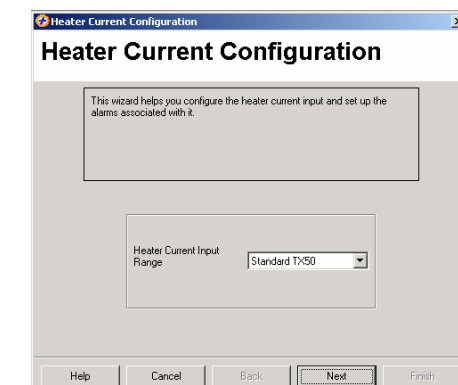 Heater Current Configuration
Heater Current Configuration
This wizard helps you configure the heater current input and set up the
alarms associated with it.
Heater Current Input
Range
Standard TX50
Help Cancel Back Next Finish